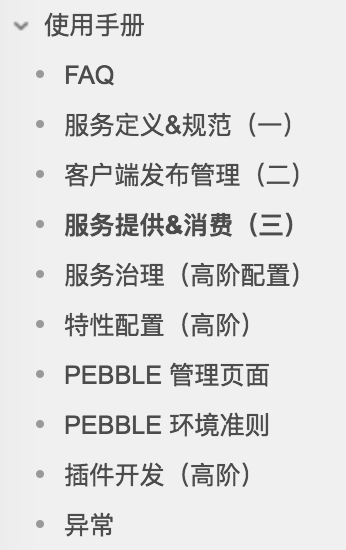 使用手册
FAQ
服务定义&规范（一）
客户端发布管理（二）
服务提供&消费（三）
服务治理（高阶配置）
特性配置（高阶）
PEBBLE 管理页面
PEBBLE 环境准则
插件开发（高阶）
异常